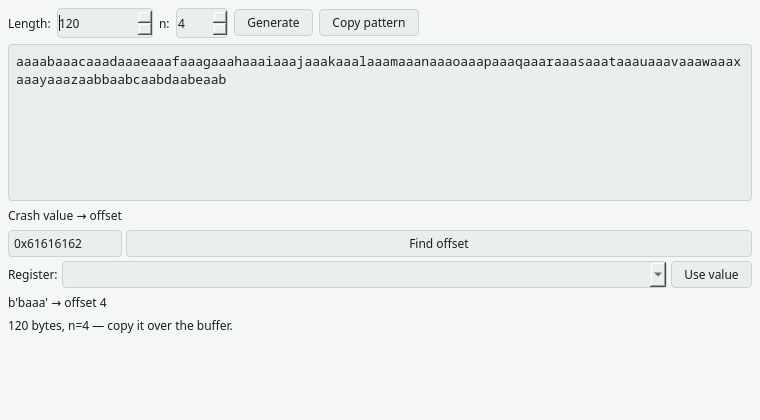 Length: 120 n: 4 Generate Copy pattern
aaaabaaacaaadaaaeaaafaaagaaahaaaiaaajaaakaaalaaamaaanaaaoaaapaaaqaaaraaasaaataaauaaavaaawaaax
aaayaaazaabbaabcaabdaabeaab
Crash value → offset
0x61616162 Find offset
Register: Use value
b'baaa' → offset 4
120 bytes, n=4 — copy it over the buffer.